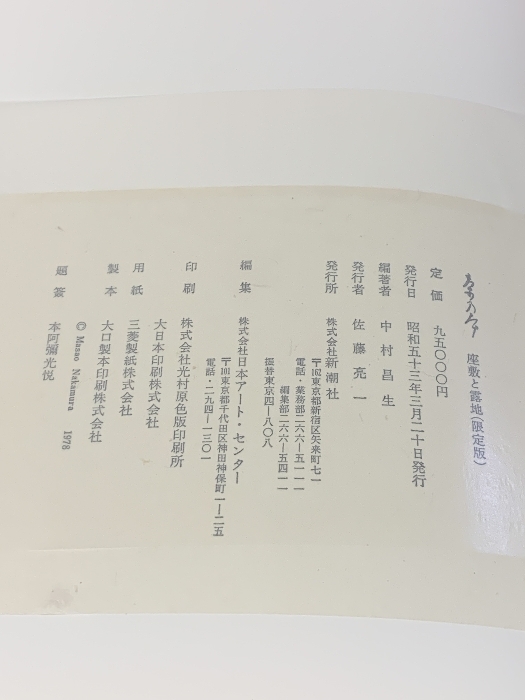 座敷と露地(限定版)
定価 九五〇〇〇円
発行日 昭和五十三年三月二十日発行
編著者 中村昌生
発行者 佐藤亮一
発行所 株式会社新潮社
〒162東京都新宿区矢来町七一
電話・業務部二六六―五一一一
編集部二六六―五四一一
振替東京四―八〇八
編集 株式会社日本アート・センター
〒101東京都千代田区神田神保町一―二五
電話・二九四―一三〇一
印刷 株式会社光村原色版印刷所
大日本印刷株式会社
用紙 三菱製紙株式会社
製本 大口製本印刷株式会社
© Masao Nakamura 1978
題簽 本阿彌光悦